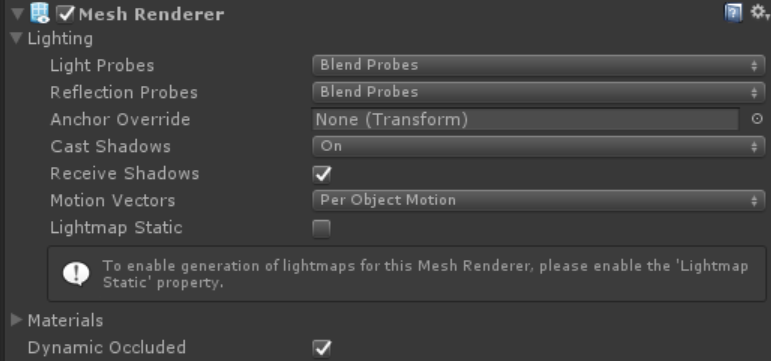 Mesh Renderer
Lighting
Light Probes Blend Probes
Reflection Probes Blend Probes
Anchor Override None (Transform)
Cast Shadows On
Receive Shadows
Motion Vectors Per Object Motion
Lightmap Static
To enable generation of lightmaps for this Mesh Renderer, please enable the 'Lightmap
Static' property.
Materials
Dynamic Occluded